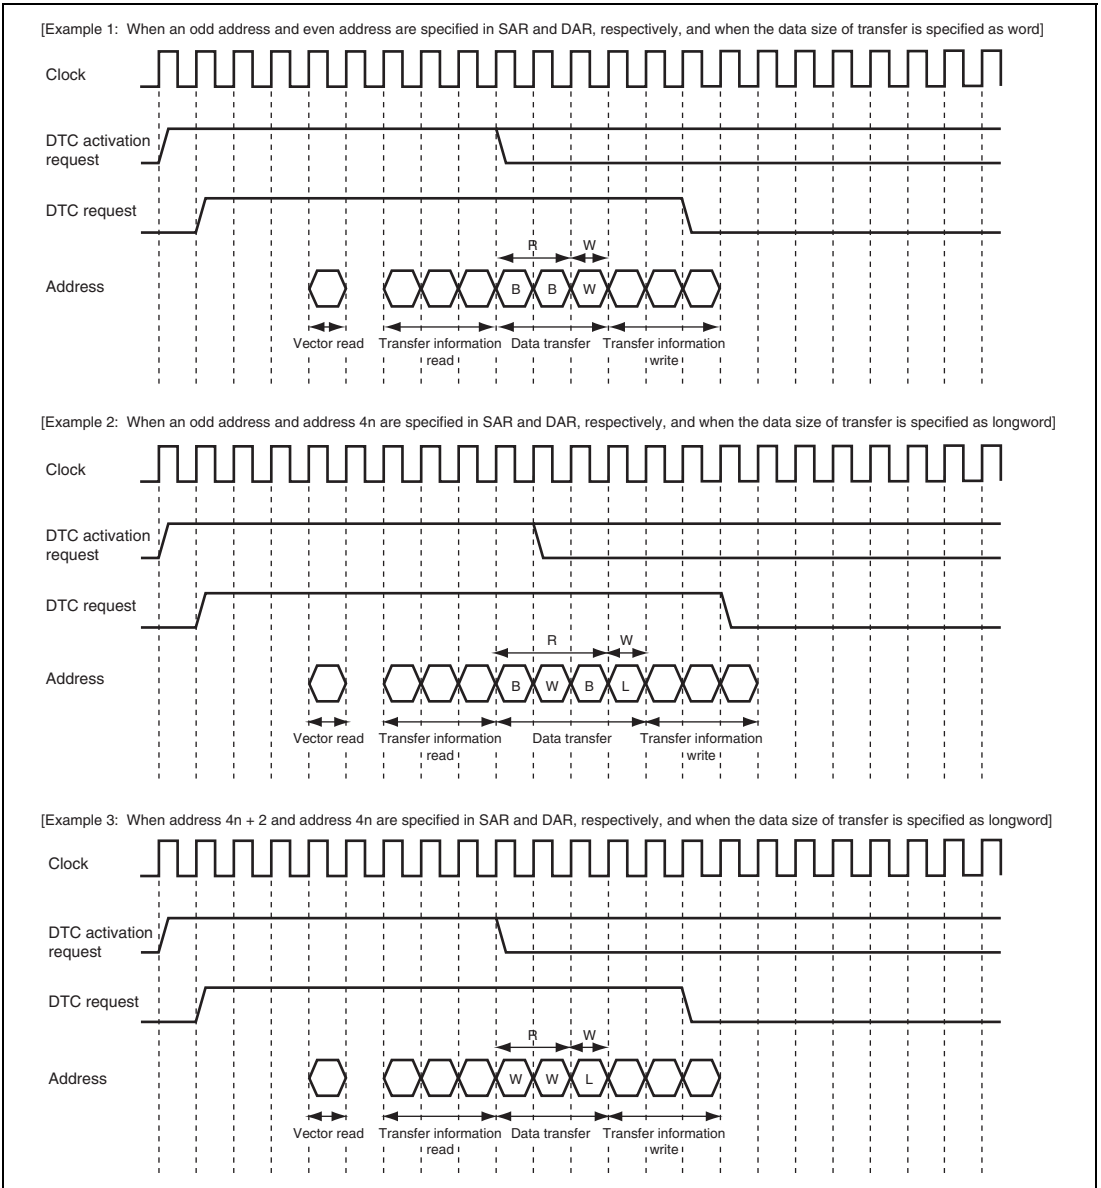 [Example 1: When an odd address and even address are specified in SAR and DAR, respectively, and when the data size of transfer is specified as word]
Clock
DTC activation
request
DTC request
R W
Address
B B W
Vector read Transfer information Data transfer Transfer information
read write
[Example 2: When an odd address and address 4n are specified in SAR and DAR, respectively, and when the data size of transfer is specified as longword]
Clock
DTC activation
request
DTC request
R W
Address
B W B L
Vector read Transfer information Data transfer Transfer information
read write
[Example 3: When address 4n + 2 and address 4n are specified in SAR and DAR, respectively, and when the data size of transfer is specified as longword]
Clock
DTC activation
request
DTC request
R W
Address
W W L
Vector read Transfer information Data transfer Transfer information
read write